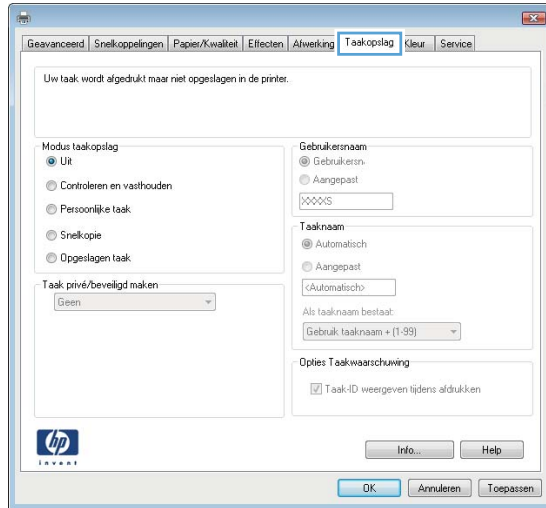 Geavanceerd Snelkoppelingen Papier/Kwaliteit Effecten Afwerking Taakopslag Kleur Service
Uw taak wordt afgedrukt maar niet opgeslagen in de printer.
Modus taakopslag
Uit
Controleren en vasthouden
Persoonlijke taak
Snelkopie
Opgeslagen taak
Taak privé/beveiligd maken
Geen
Gebruikersnaam
Gebruikersn.
Aangepast
XXXXS
Taaknaam
Automatisch
Aangepast
<Automatisch>
Als taaknaam bestaat:
Gebruik taaknaam + (1-99)
Opties Taakwaarschuwing
Taak-ID weergeven tijdens afdrukken
hp
invent
Info... Help
OK Annuleren Toepassen